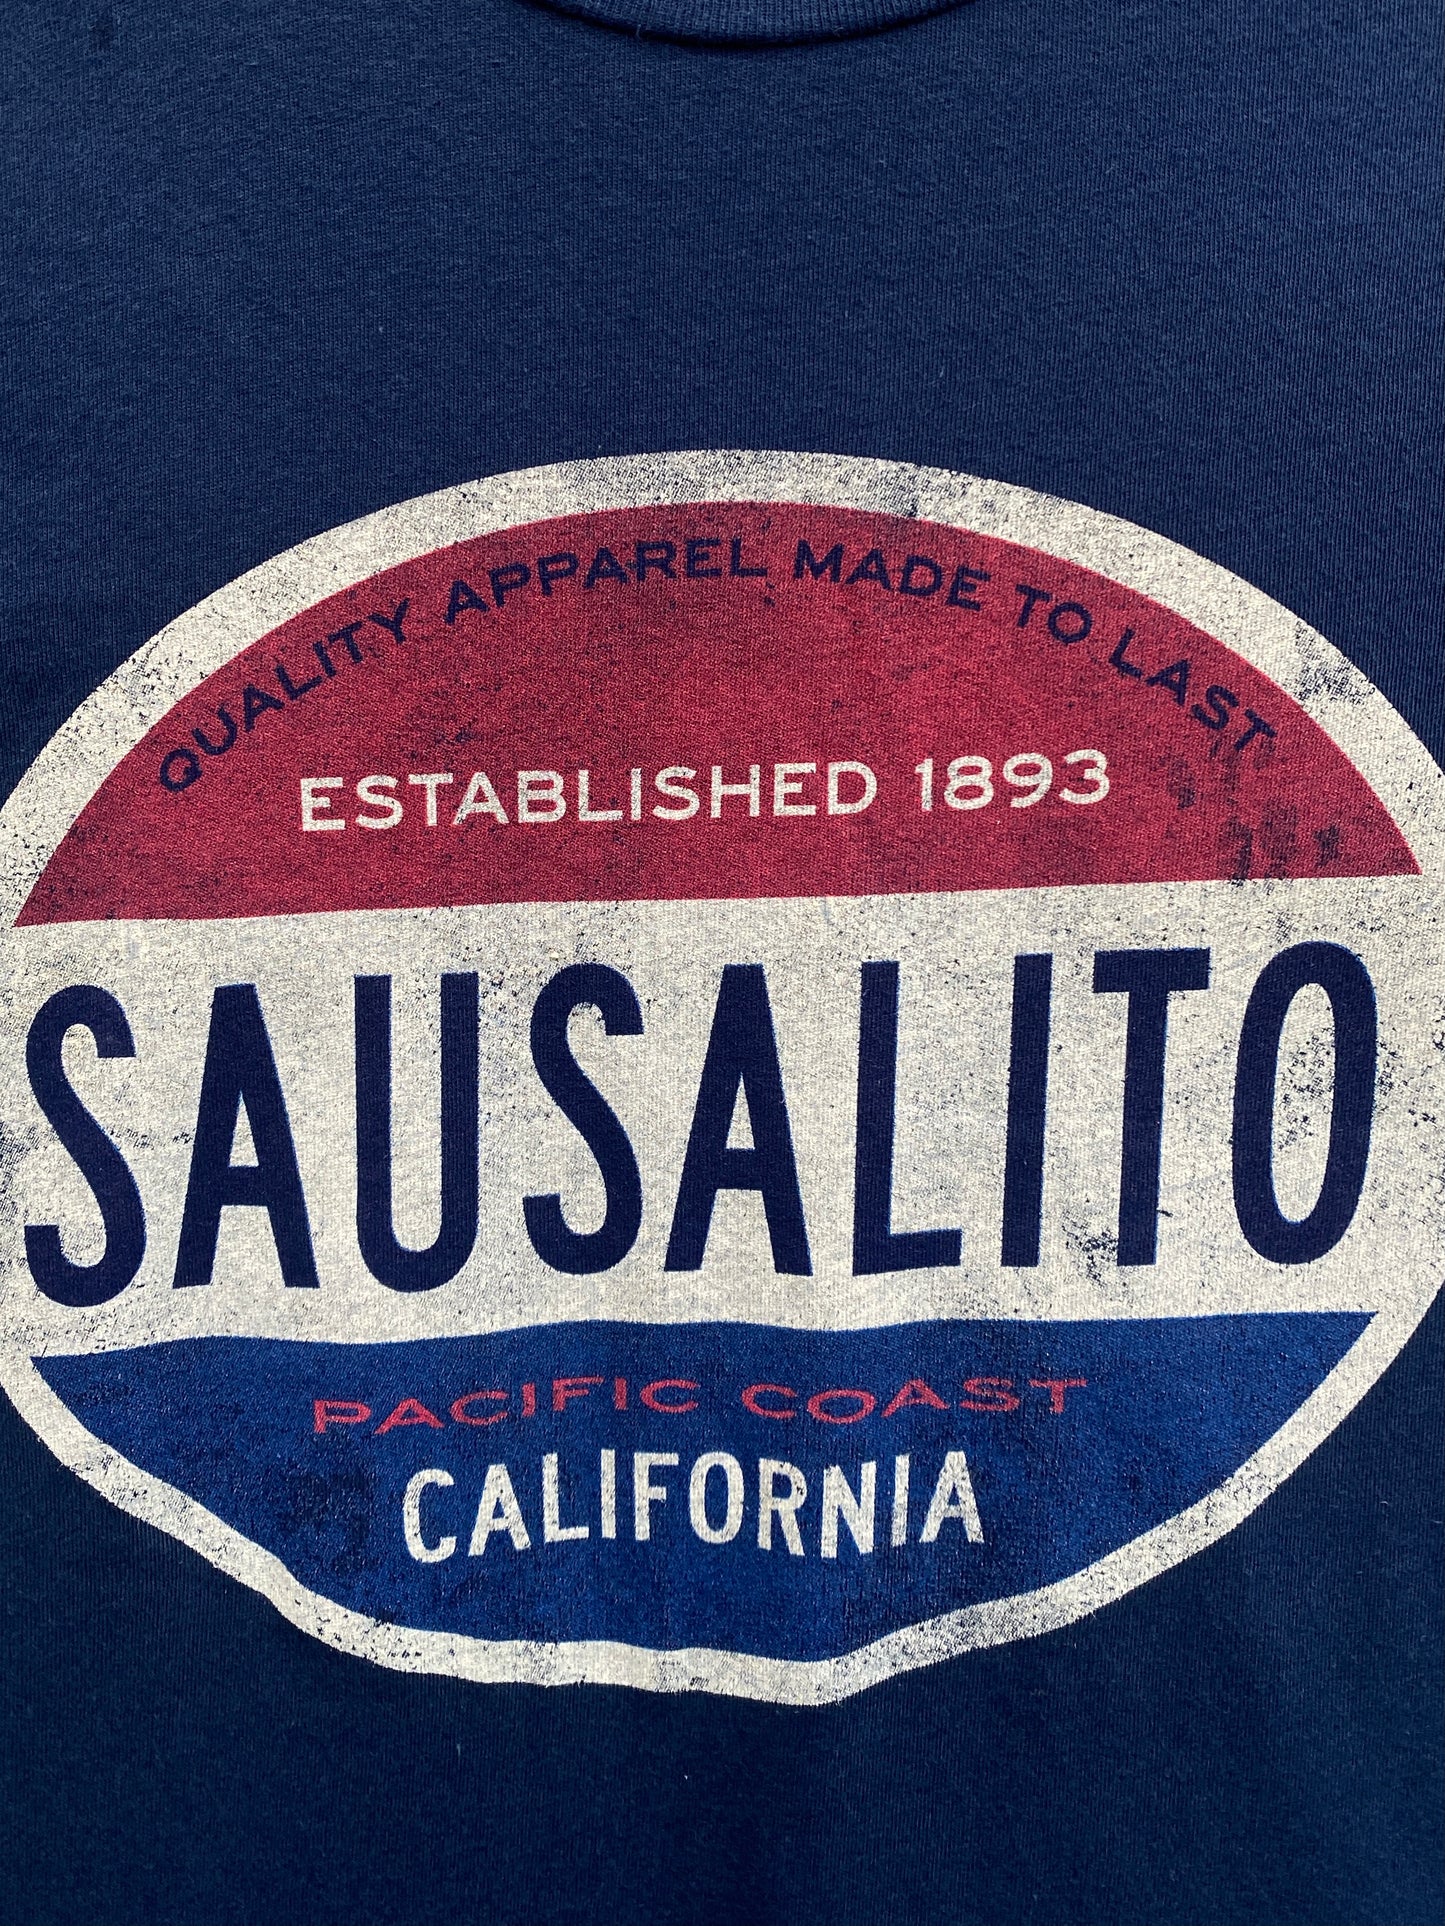 QUALITY APPAREL MADE TO LAST
ESTABLISHED 1893
SAUSALITO
PACIFIC COAST
CALIFORNIA